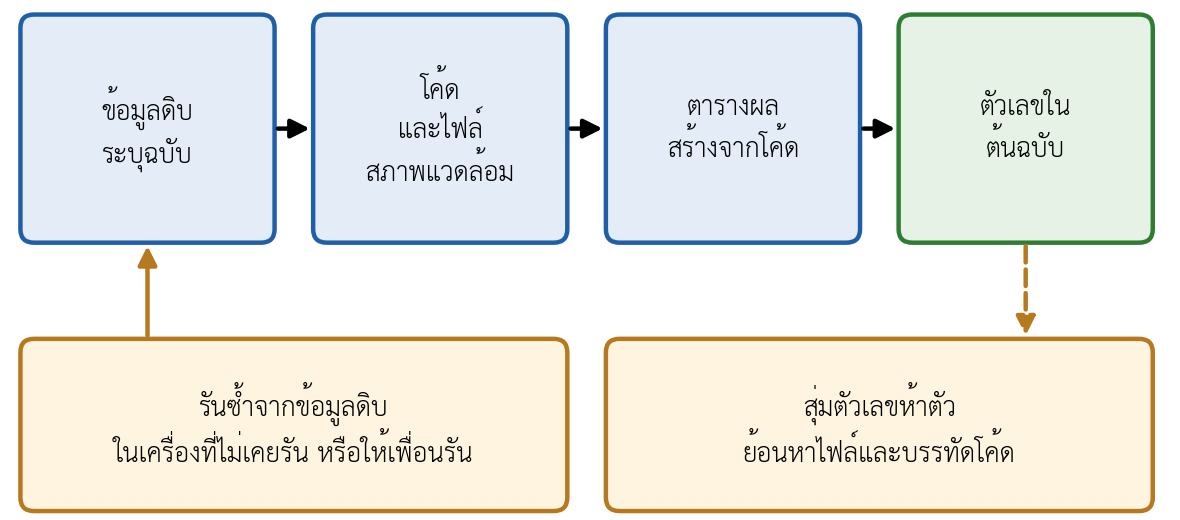 ข้อมูลดิบ
ระบุฉบับ
โค้ด
และไฟล์
สภาพแวดล้อม
ตารางผล
สร้างจากโค้ด
ตัวเลขใน
ต้นฉบับ
รันซ้ำจากข้อมูลดิบ
ในเครื่องที่ไม่เคยรัน หรือให้เพื่อนรัน
สุ่มตัวเลขห้าตัว
ย้อนหาไฟล์และบรรทัดโค้ด